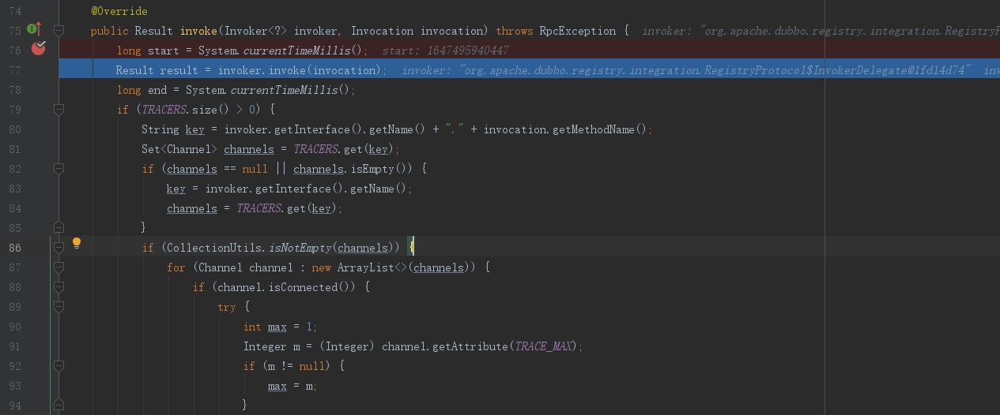 74 @Override
75 public Result invoke(Invoker<?> invoker, Invocation invocation) throws RpcException { invoker: "org.apache.dubbo.registry.integration.RegistryP
76 long start = System.currentTimeMillis(); start: 1647495940447
77 Result result = invoker.invoke(invocation); invoker: "org.apache.dubbo.registry.integration.RegistryProtocol$InvokerDelegate@1fd14d74" inv
78 long end = System.currentTimeMillis();
79 if (TRACERS.size() > 0) {
80 String key = invoker.getInterface().getName() + "." + invocation.getMethodName();
81 Set<Channel> channels = TRACERS.get(key);
82 if (channels == null || channels.isEmpty()) {
83 key = invoker.getInterface().getName();
84 channels = TRACERS.get(key);
85 }
86 if (CollectionUtils.isNotEmpty(channels)) {
87 for (Channel channel : new ArrayList<>(channels)) {
88 if (channel.isConnected()) {
89 try {
90 int max = 1;
91 Integer m = (Integer) channel.getAttribute(TRACE_MAX);
92 if (m != null) {
93 max = m;
94 }